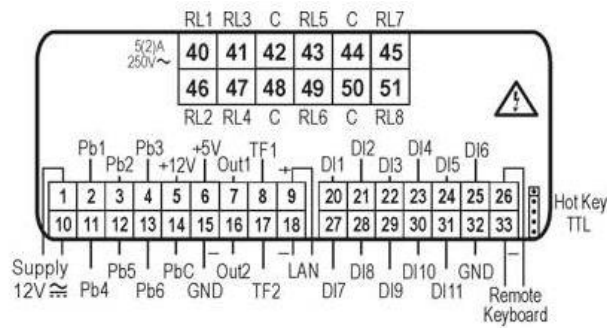 RL1 RL3 C RL5 C RL7
5(2)A
250V~
40 41 42 43 44 45
46 47 48 49 50 51
RL2 RL4 C RL6 C RL8
Pb1 Pb3 +5V TF1 DI2 DI4 DI6
Pb2 +12V Out1 + DI1 DI3 DI5
1 2 3 4 5 6 7 8 9 20 21 22 23 24 25 26
10 11 12 13 14 15 16 17 18 27 28 29 30 31 32 33
Hot Key
TTL
Supply Pb5 PbC – Out2 – LAN DI8 DI10 GND –
12V ⎓ Pb4 Pb6 GND TF2 DI7 DI9 DI11 Remote
Keyboard